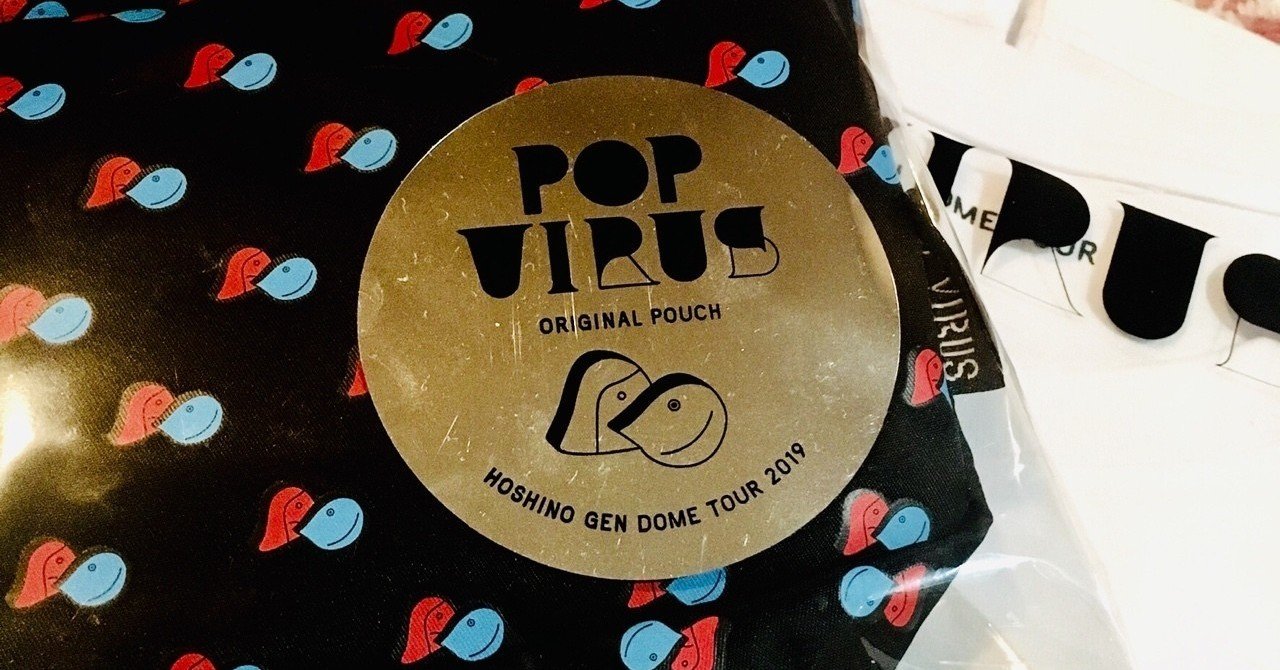 POP
VIRUS
ORIGINAL POUCH
HOSHINO GEN DOME TOUR 2019
VIRUS